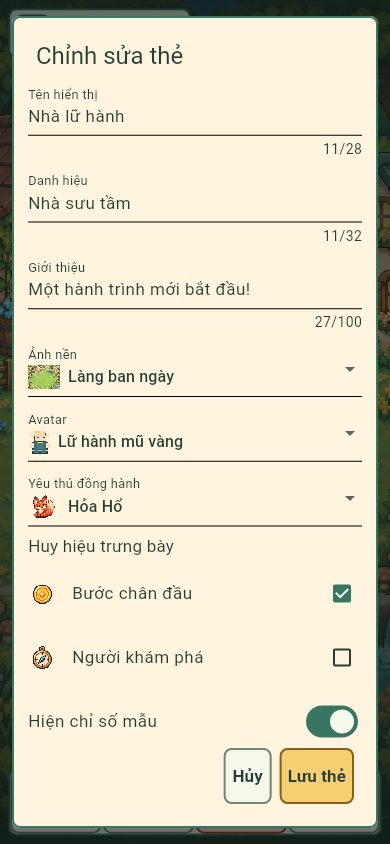 Chỉnh sửa thẻ
Tên hiển thị
Nhà lữ hành
11/28
Danh hiệu
Nhà sưu tầm
11/32
Giới thiệu
Một hành trình mới bắt đầu!
27/100
Ảnh nền
Làng ban ngày
Avatar
Lữ hành mũ vàng
Yêu thú đồng hành
Hỏa Hồ
Huy hiệu trưng bày
Bước chân đầu
Người khám phá
Hiện chỉ số mẫu
Hủy
Lưu thẻ